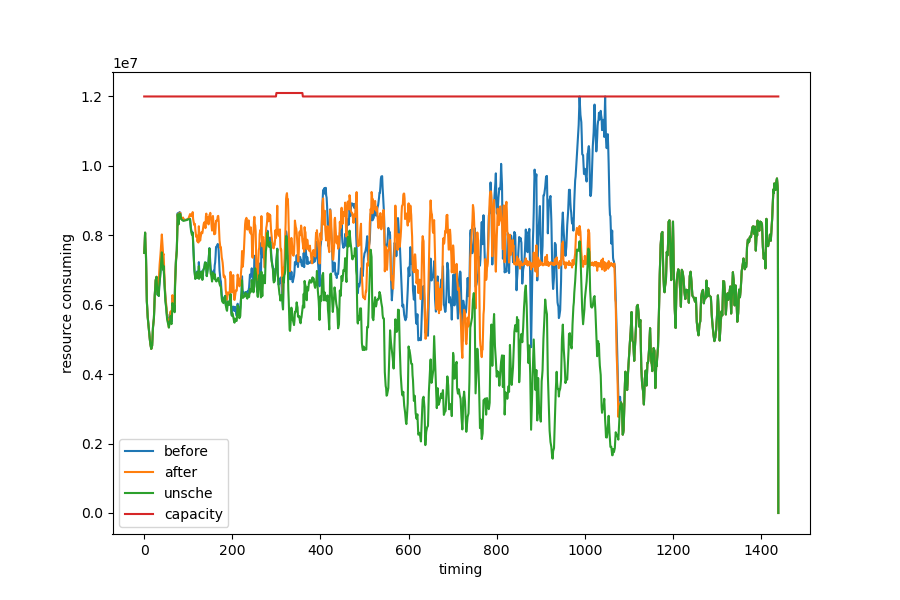 1e7
1.2
1.0
0.8
0.6
0.4
0.2
0.0
resource consuming
before
after
unsche
capacity
0 200 400 600 800 1000 1200 1400
timing